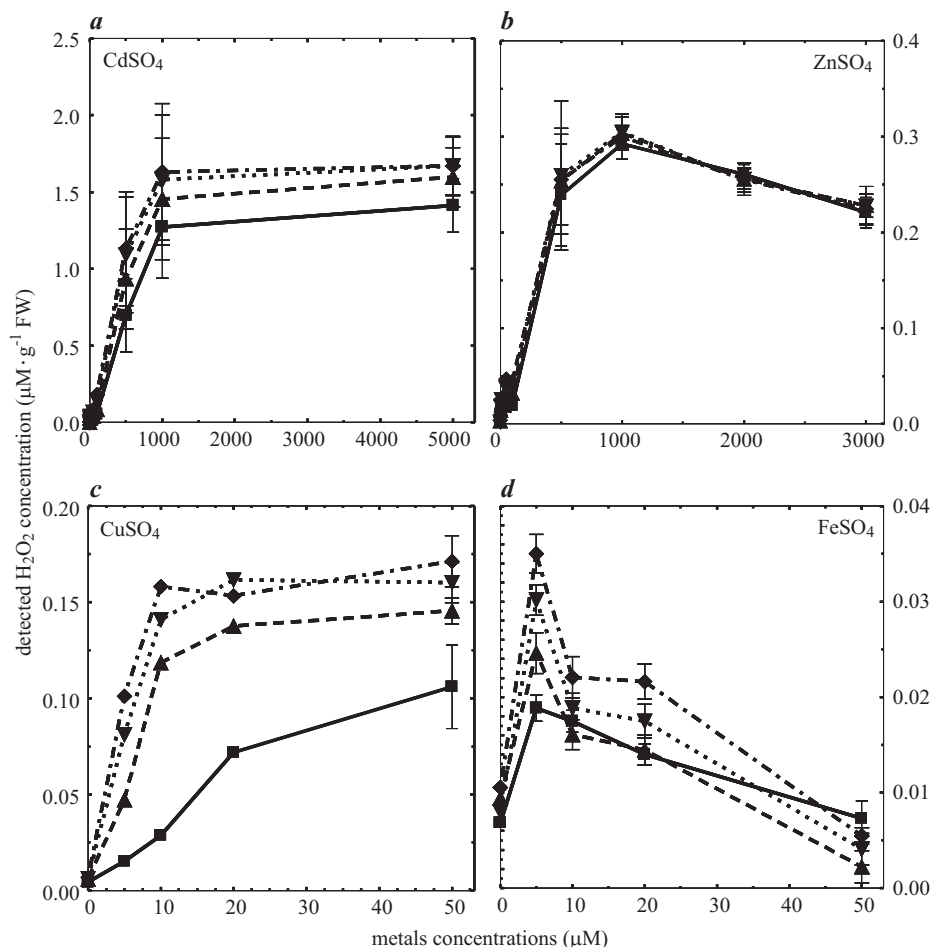 a
b
CdSO₄
ZnSO₄
2.5
2.0
1.5
1.0
0.5
0.0
0.4
0.3
0.2
0.1
0.0
0 1000 2000 3000 4000 5000
0 1000 2000 3000
detected H₂O₂ concentration (μM·g⁻¹ FW)
c
d
CuSO₄
FeSO₄
0.20
0.15
0.10
0.05
0.00
0.04
0.03
0.02
0.01
0.00
0 10 20 30 40 50
0 10 20 30 40 50
metals concentrations (μM)